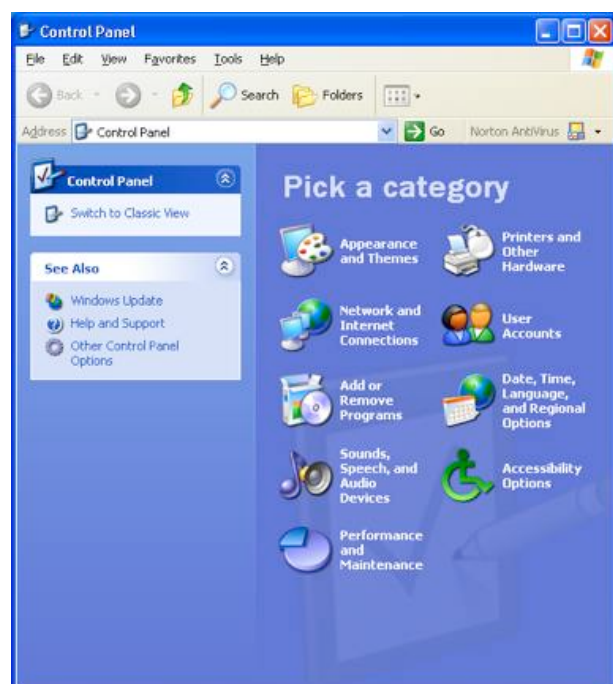 Control Panel
File Edit View Favorites Tools Help
Back Search Folders
Address Control Panel Go Norton AntiVirus
Control Panel
Switch to Classic View
See Also
Windows Update
Help and Support
Other Control Panel
Options
Pick a category
Appearance
and Themes
Printers and
Other
Hardware
Network and
Internet
Connections
User
Accounts
Add or
Remove
Programs
Date, Time,
Language,
and Regional
Options
Sounds,
Speech, and
Audio
Devices
Accessibility
Options
Performance
and
Maintenance